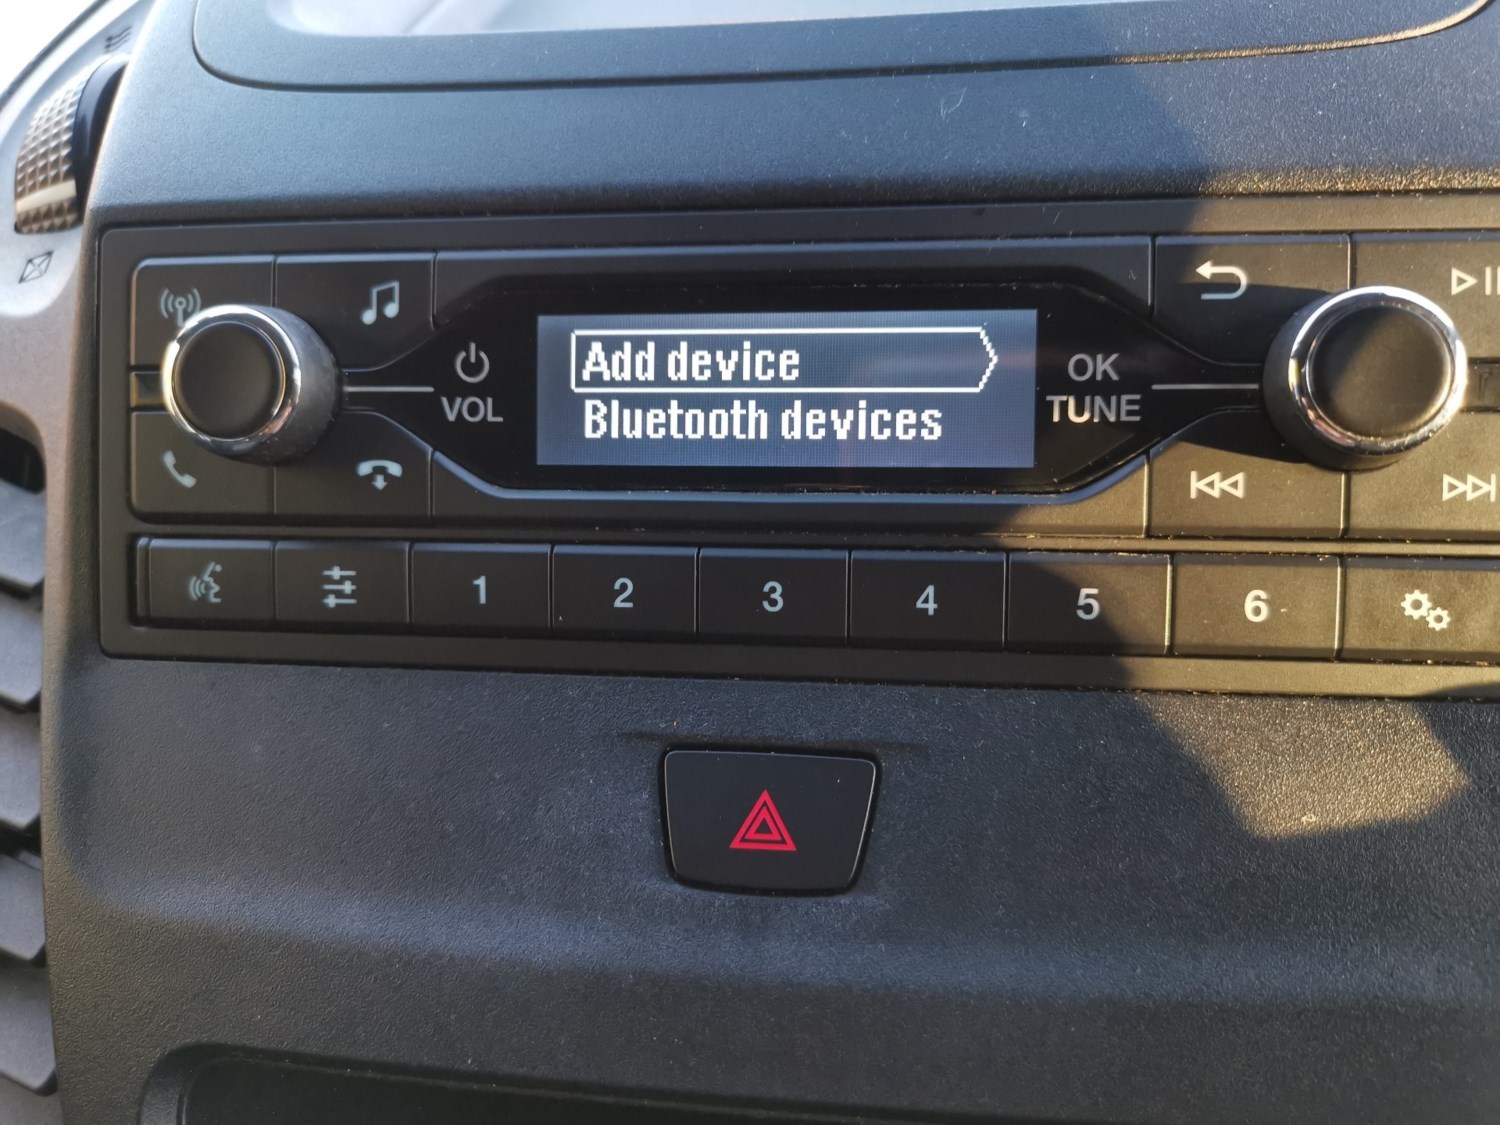 Add device
Bluetooth devices
VOL
OK
TUNE
1 2 3 4 5 6